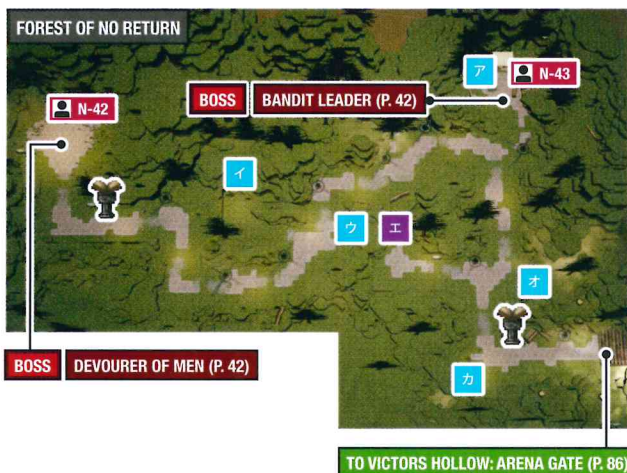 FOREST OF NO RETURN
ア
N-43
N-42
BOSS BANDIT LEADER (P. 42)
イ
ウ
エ
オ
カ
BOSS DEVOURER OF MEN (P. 42)
TO VICTORS HOLLOW: ARENA GATE (P. 86)